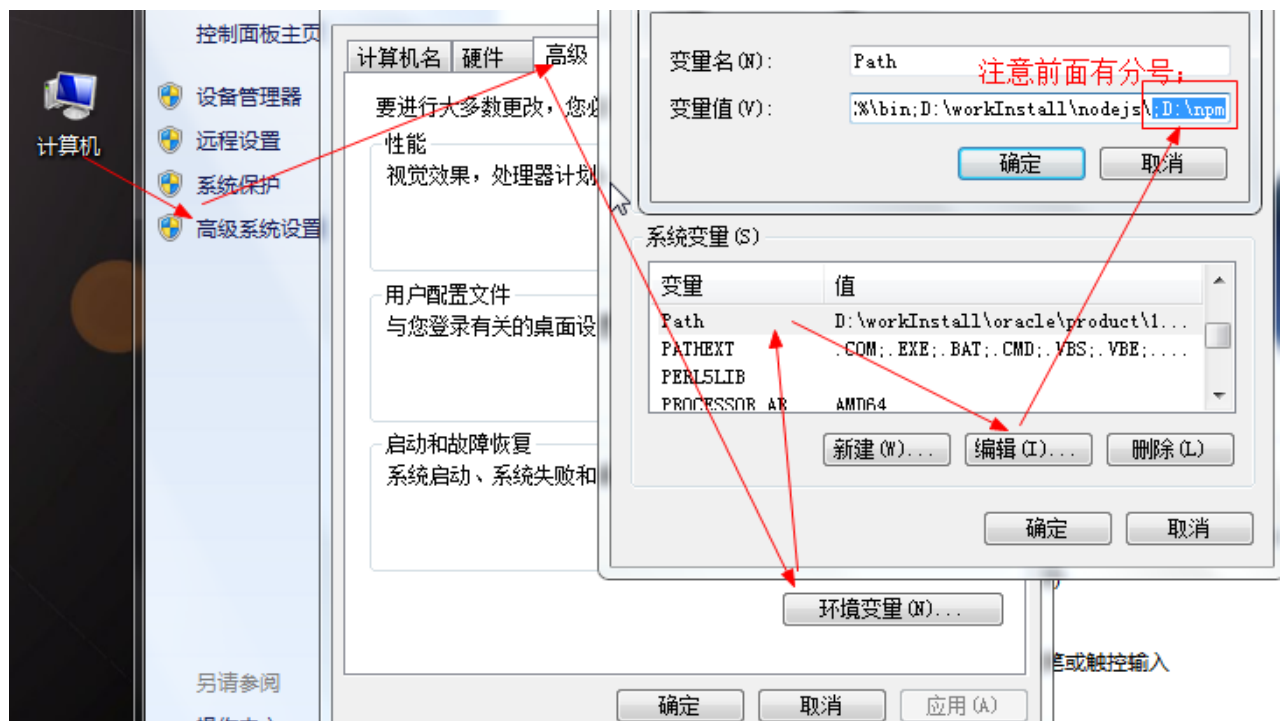 计算机
控制面板主页
设备管理器
远程设置
系统保护
高级系统设置
另请参阅
计算机名
硬件
高级
要进行大多数更改，您必
性能
视觉效果，处理器计划
用户配置文件
与您登录有关的桌面设
启动和故障恢复
系统启动、系统失败和
环境变量(N)...
确定
取消
应用(A)
变量名(N):
Path
注意前面有分号；
变量值(V):
%\bin;D:\workInstall\nodejs\;D:\npm
确定
取消
系统变量(S)
变量 值
Path D:\workInstall\oracle\product\1...
PATHEXT .COM;.EXE;.BAT;.CMD;.VBS;.VBE;....
PERL5LIB
PROCESSOR_AR AMD64
新建(W)...
编辑(I)...
删除(L)
确定
取消
笔或触控输入